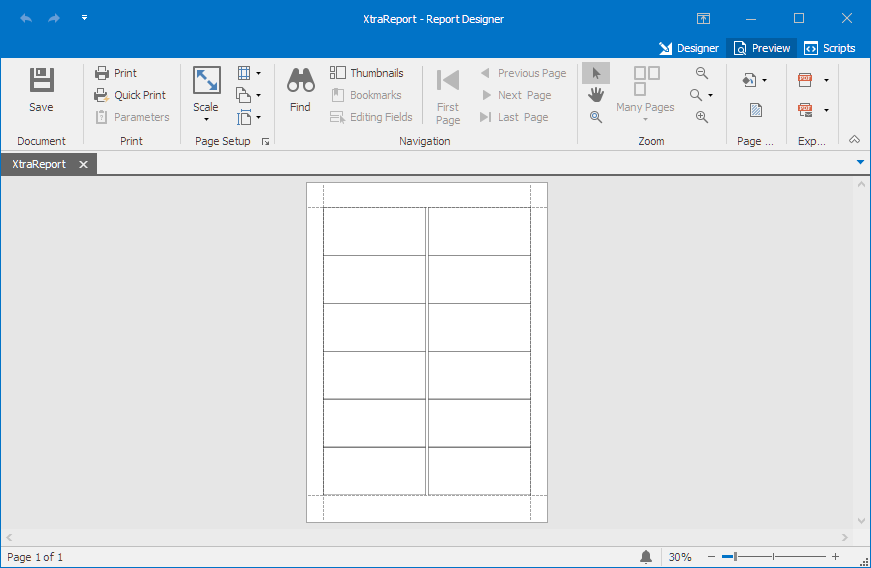 XtraReport - Report Designer
Designer Preview Scripts
Print Thumbnails Previous Page
Quick Print Bookmarks Next Page
Save Parameters Scale Find Editing Fields First Page Last Page Many Pages
Document Print Page Setup Navigation Zoom Page ... Exp...
PDF
PDF
XtraReport
Page 1 of 1 30%